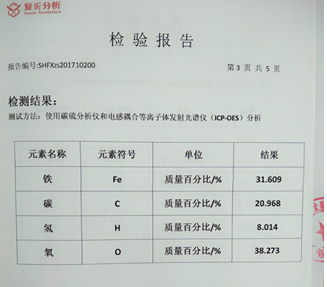 复昕分析
检验报告
报告编号:SHFXzs201710200
第 3 页 共 5 页
检测结果：
测试方法：使用碳硫分析仪和电感耦合等离子体发射光谱仪（ICP-OES）分析
元素名称 元素符号 单位 结果
铁 Fe 质量百分比/% 31.609
碳 C 质量百分比/% 20.968
氢 H 质量百分比/% 8.014
氧 O 质量百分比/% 38.273